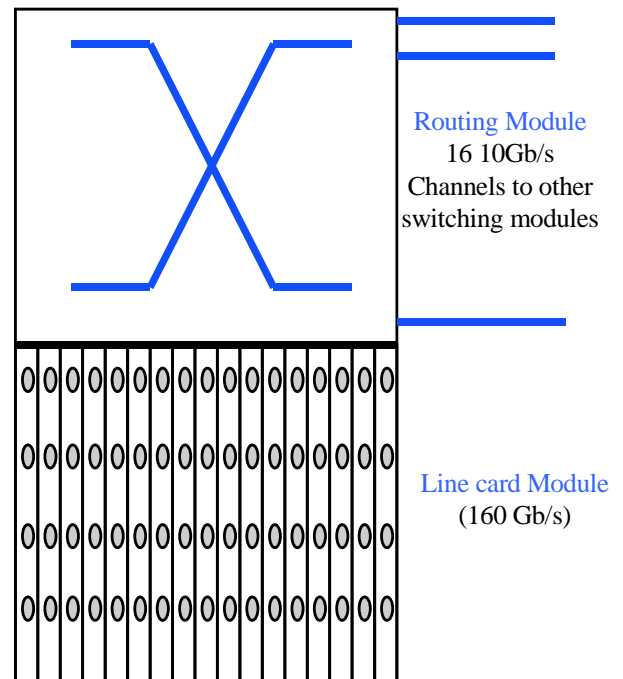 Routing Module
16 10Gb/s
Channels to other
switching modules
Line card Module
(160 Gb/s)